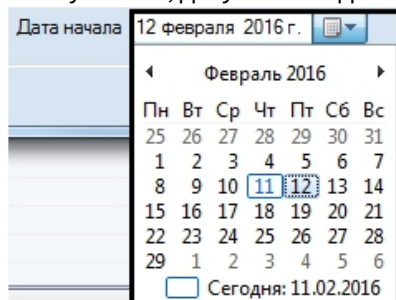 Дата начала 12 февраля 2016 г.
Февраль 2016
Пн Вт Ср Чт Пт Сб Вс
25 26 27 28 29 30 31
1 2 3 4 5 6 7
8 9 10 11 12 13 14
15 16 17 18 19 20 21
22 23 24 25 26 27 28
29 1 2 3 4 5 6
Сегодня: 11.02.2016